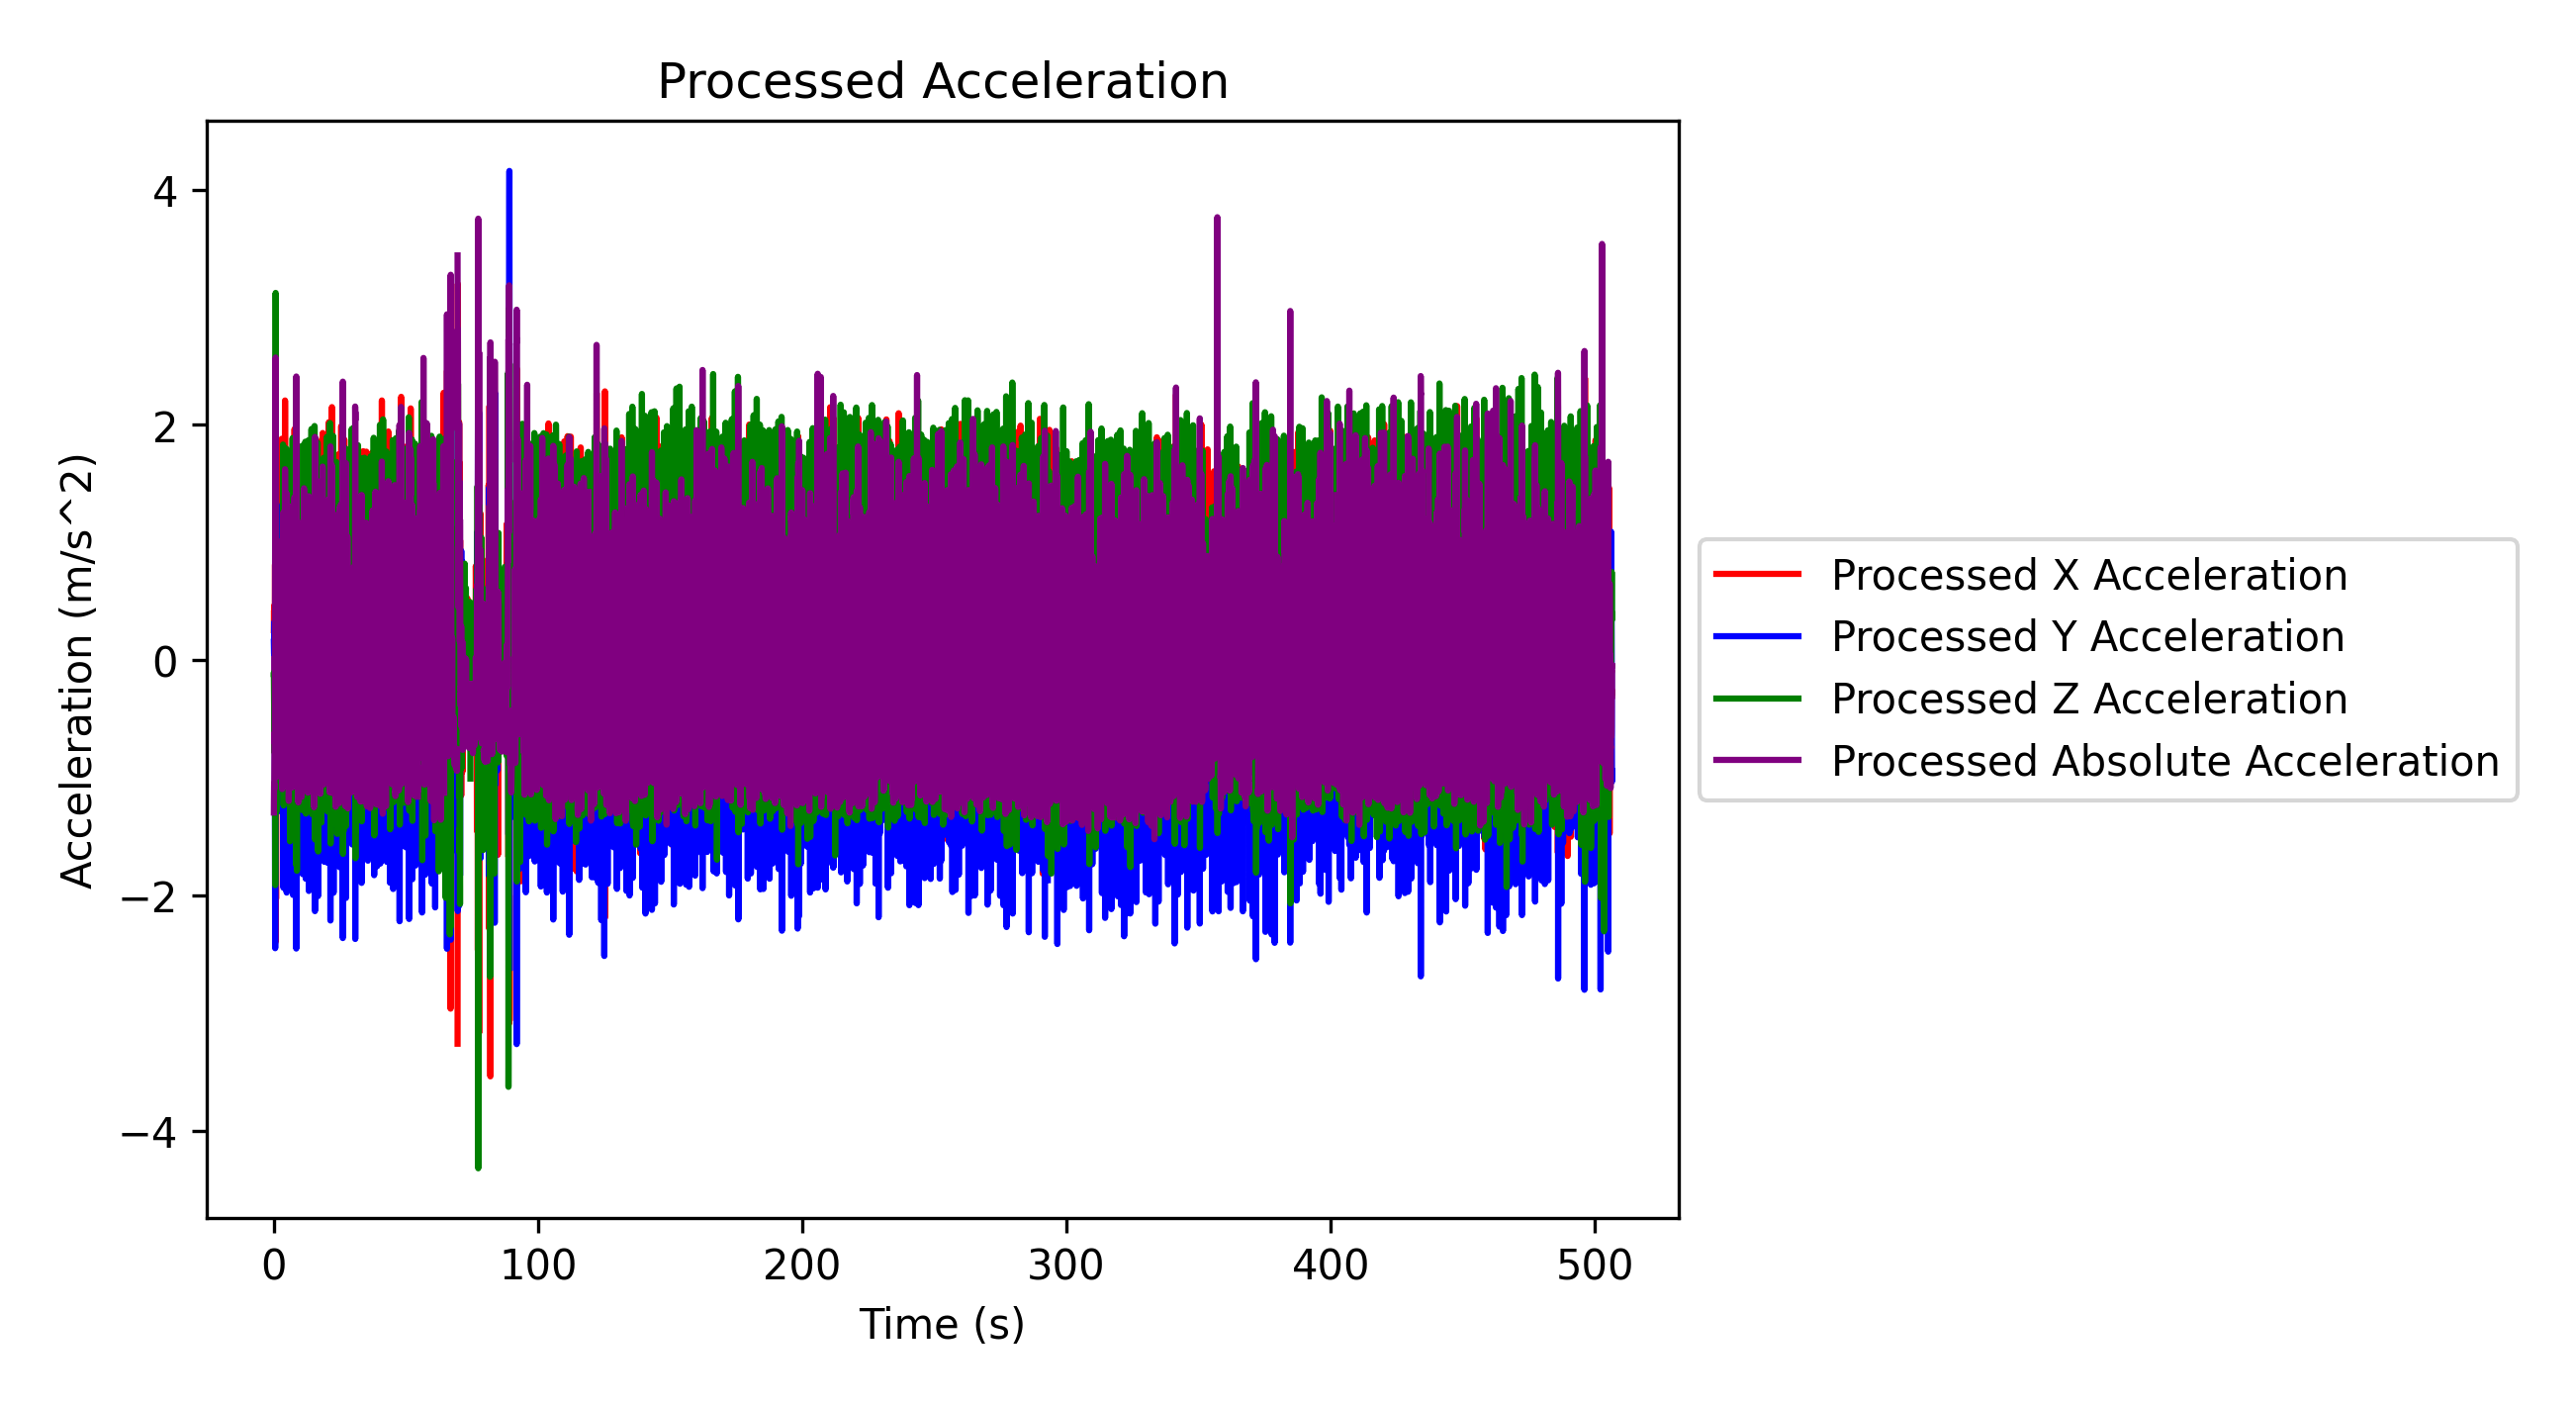 Processed Acceleration
Acceleration (m/s^2)
4
2
0
−2
−4
0 100 200 300 400 500
Time (s)
Processed X Acceleration
Processed Y Acceleration
Processed Z Acceleration
Processed Absolute Acceleration